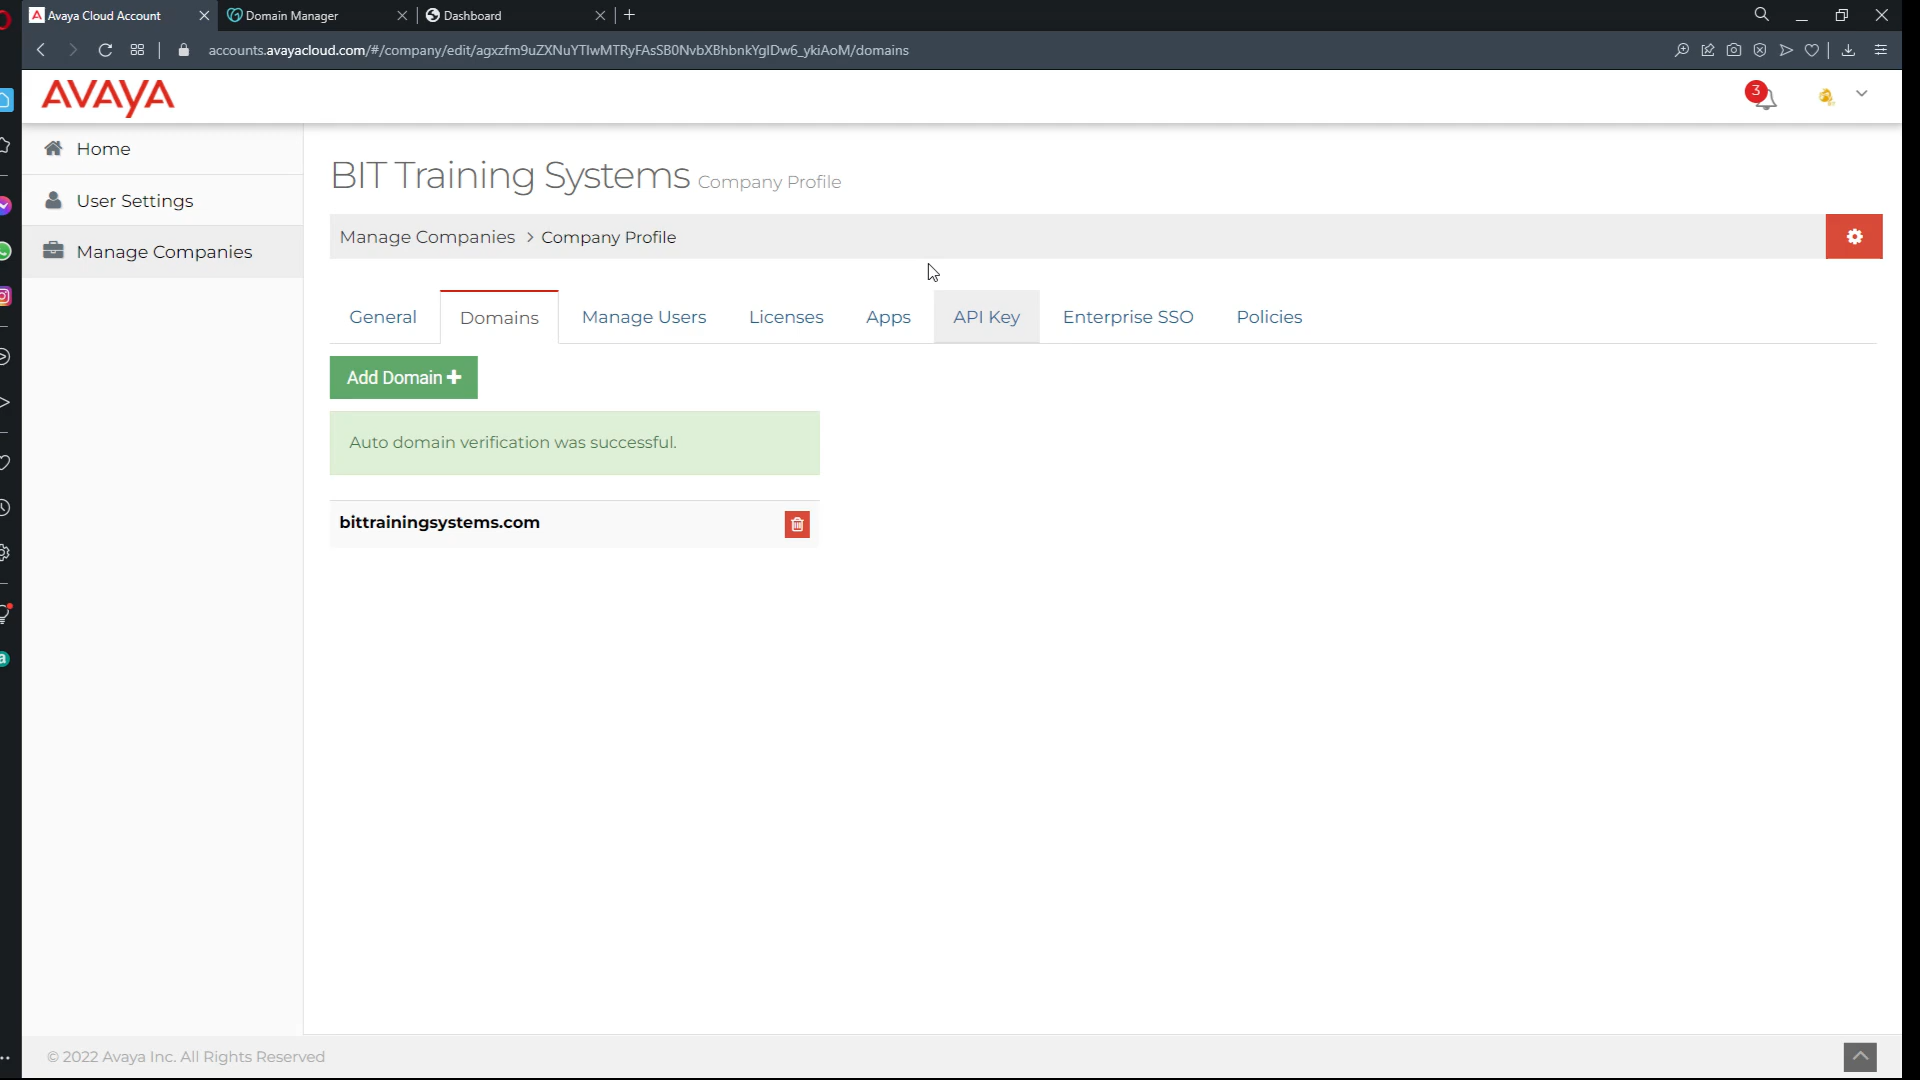 Avaya Cloud Account
Domain Manager
Dashboard
accounts.avayacloud.com/#/company/edit/agxzfm9uZXNuYTIwMTRyFAsSB0NvbXBhbnkYgIDw6_ykiAoM/domains
AVAYA
3
Home
User Settings
Manage Companies
BIT Training Systems Company Profile
Manage Companies > Company Profile
General
Domains
Manage Users
Licenses
Apps
API Key
Enterprise SSO
Policies
Add Domain
Auto domain verification was successful.
bittrainingsystems.com
© 2022 Avaya Inc. All Rights Reserved